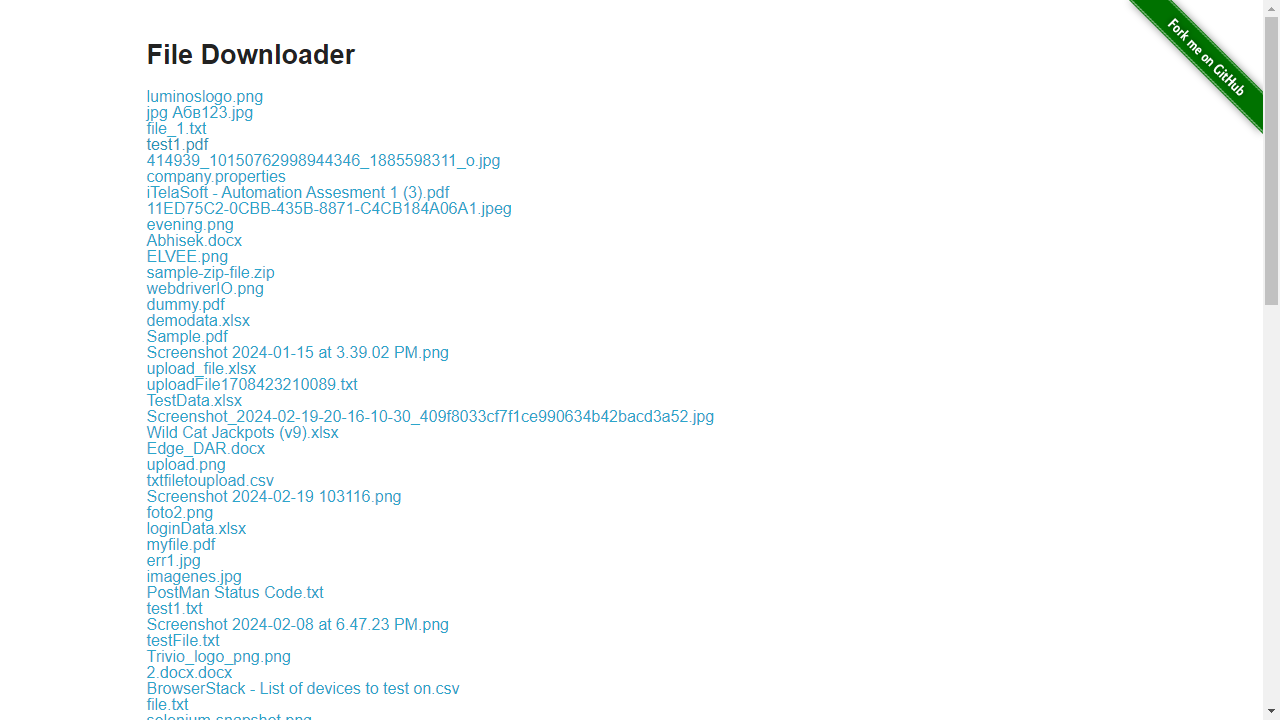 File Downloader
Fork me on GitHub
luminoslogo.png
jpg Абв123.jpg
file_1.txt
test1.pdf
414939_10150762998944346_1885598311_o.jpg
company.properties
iTelaSoft - Automation Assesment 1 (3).pdf
11ED75C2-0CBB-435B-8871-C4CB184A06A1.jpeg
evening.png
Abhisek.docx
ELVEE.png
sample-zip-file.zip
webdriverIO.png
dummy.pdf
demodata.xlsx
Sample.pdf
Screenshot 2024-01-15 at 3.39.02 PM.png
upload_file.xlsx
uploadFile1708423210089.txt
TestData.xlsx
Screenshot_2024-02-19-20-16-10-30_409f8033cf7f1ce990634b42bacd3a52.jpg
Wild Cat Jackpots (v9).xlsx
Edge_DAR.docx
upload.png
txtfiletoupload.csv
Screenshot 2024-02-19 103116.png
foto2.png
loginData.xlsx
myfile.pdf
err1.jpg
imagenes.jpg
PostMan Status Code.txt
test1.txt
Screenshot 2024-02-08 at 6.47.23 PM.png
testFile.txt
Trivio_logo_png.png
2.docx.docx
BrowserStack - List of devices to test on.csv
file.txt